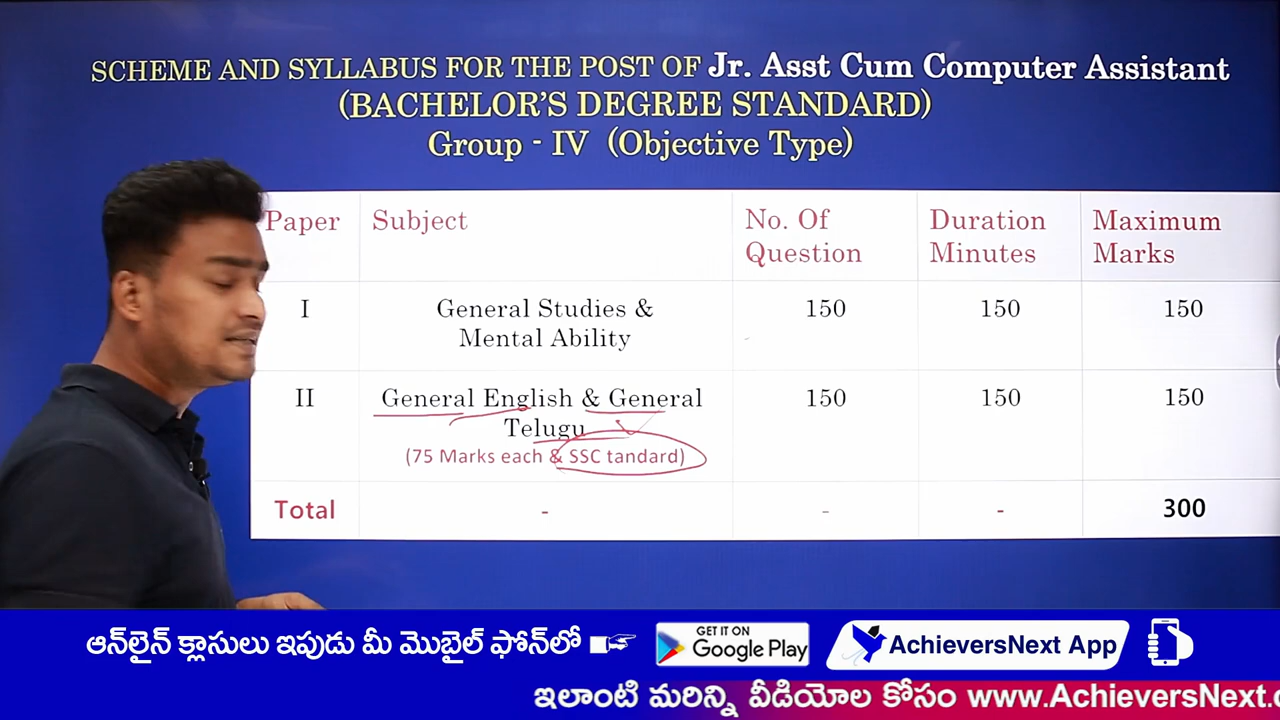 SCHEME AND SYLLABUS FOR THE POST OF Jr. Asst Cum Computer Assistant
(BACHELOR'S DEGREE STANDARD)
Group - IV (Objective Type)
Paper Subject No. Of Question Duration Minutes Maximum Marks
I General Studies & Mental Ability 150 150 150
II General English & General Telugu (75 Marks each & SSC tandard) 150 150 150
Total - - - 300
ఆన్‌లైన్ క్లాసులు ఇపుడు మీ మొబైల్ ఫోన్‌లో GET IT ON Google Play AchieversNext App
ఇలాంటి మరిన్ని వీడియోల కోసం www.AchieversNext.c